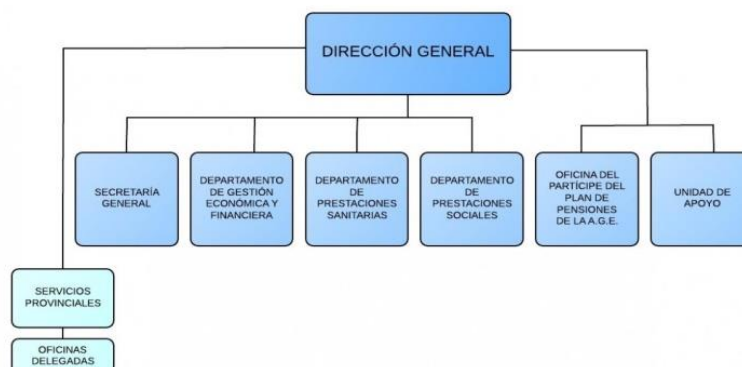 DIRECCIÓN GENERAL
SECRETARÍA
GENERAL
DEPARTAMENTO
DE GESTIÓN
ECONÓMICA Y
FINANCIERA
DEPARTAMENTO
DE
PRESTACIONES
SANITARIAS
DEPARTAMENTO
DE
PRESTACIONES
SOCIALES
OFICINA DEL
PARTÍCIPE DEL
PLAN DE
PENSIONES
DE LA A.G.E.
UNIDAD DE
APOYO
SERVICIOS
PROVINCIALES
OFICINAS
DELEGADAS